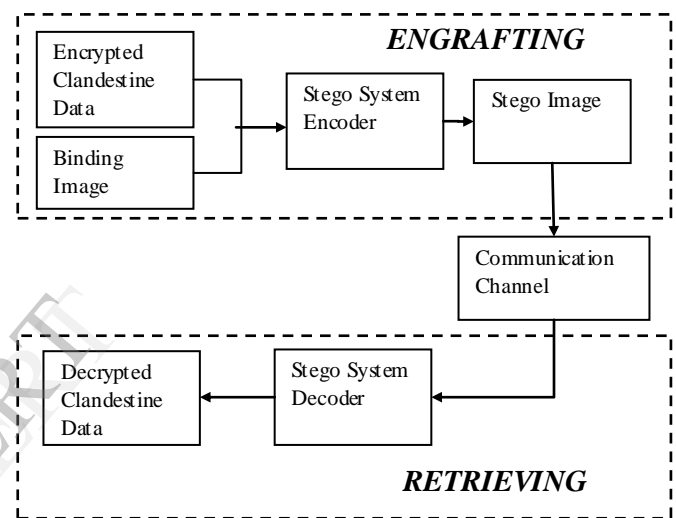 ENGRAFTING
Encrypted
Clandestine
Data
Binding
Image
Stego System
Encoder
Stego Image
Communication
Channel
Decrypted
Clandestine
Data
Stego System
Decoder
RETRIEVING